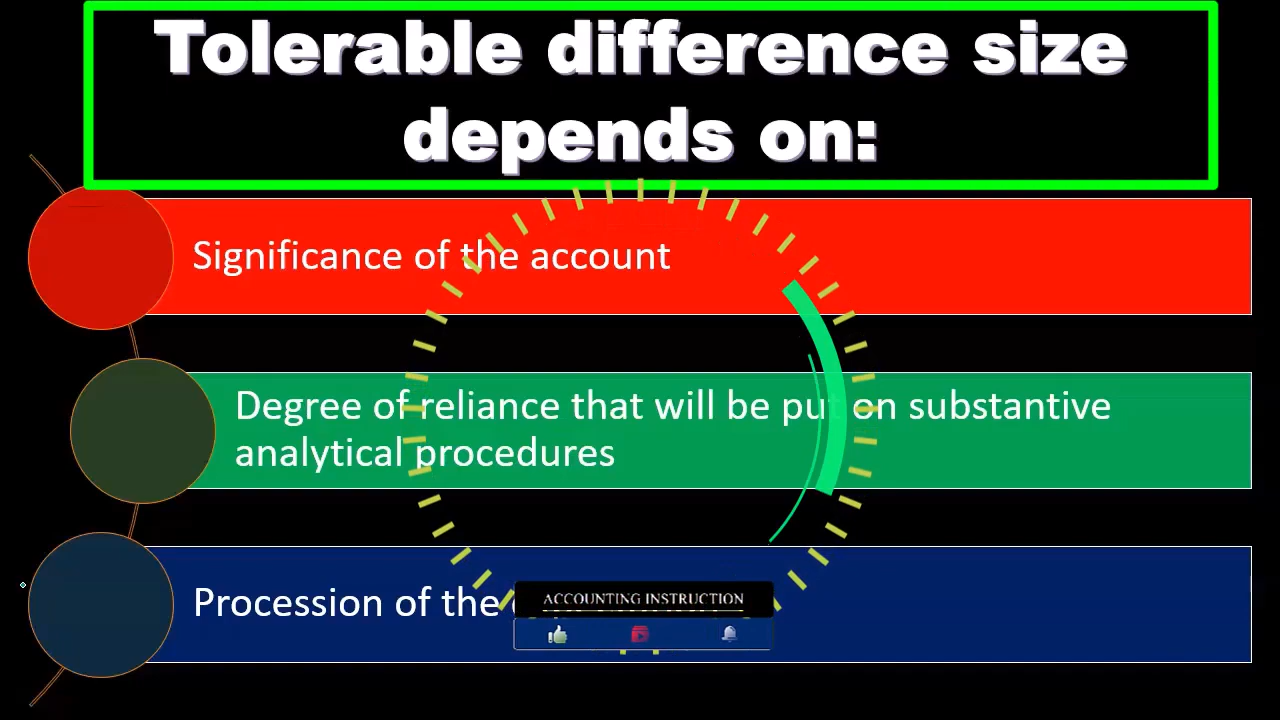 Tolerable difference size
depends on:
Significance of the account
Degree of reliance that will be put on substantive
analytical procedures
Procession of the
ACCOUNTING INSTRUCTION